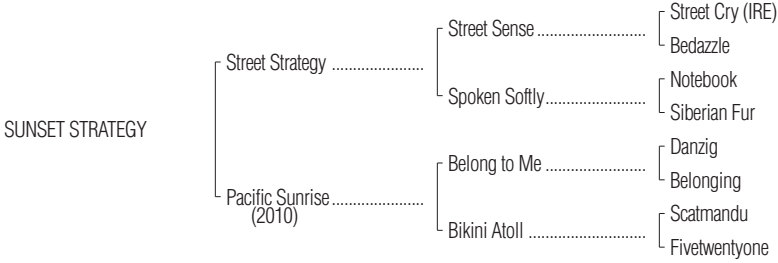 Street Cry (IRE)
Street Sense ..........................
Bedazzle
Street Strategy ......................
Notebook
Spoken Softly........................
Siberian Fur
SUNSET STRATEGY
Danzig
Belong to Me ........................
Belonging
Pacific Sunrise......................
(2010)
Scatmandu
Bikini Atoll ............................
Fivetwentyone